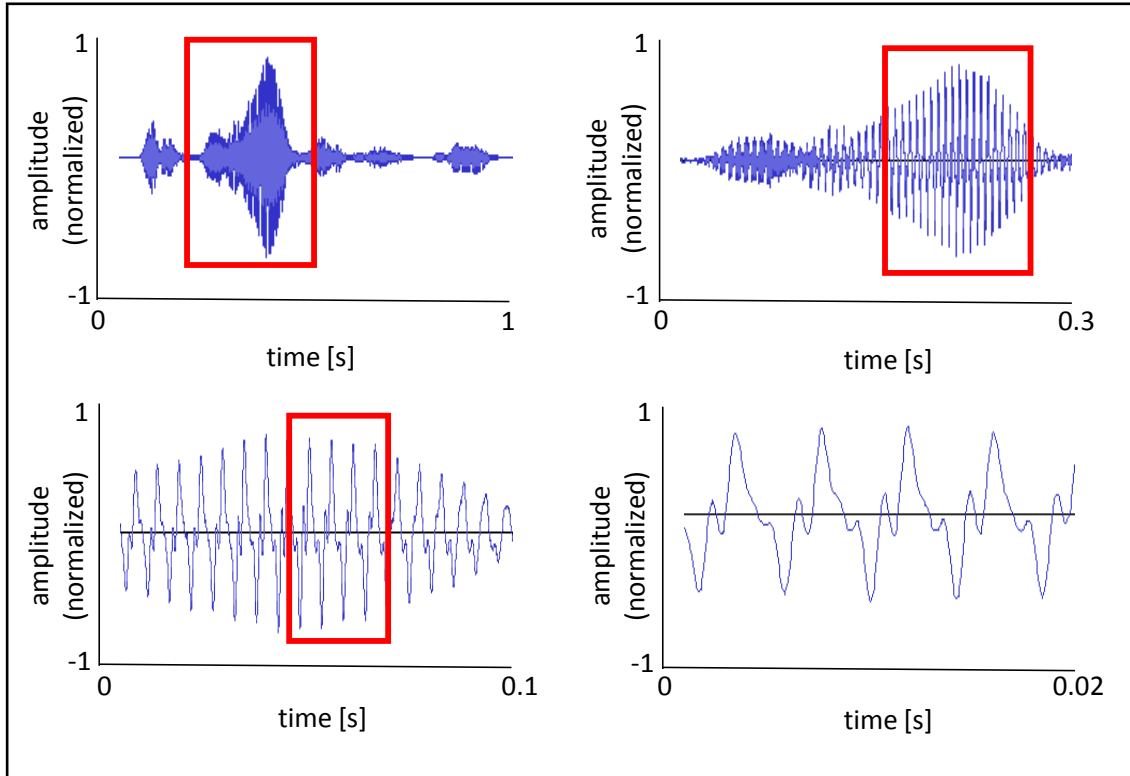 1
amplitude
(normalized)
-1
0
1
time [s]
1
amplitude
(normalized)
-1
0
0.3
time [s]
1
amplitude
(normalized)
-1
0
0.1
time [s]
1
amplitude
(normalized)
-1
0
0.02
time [s]